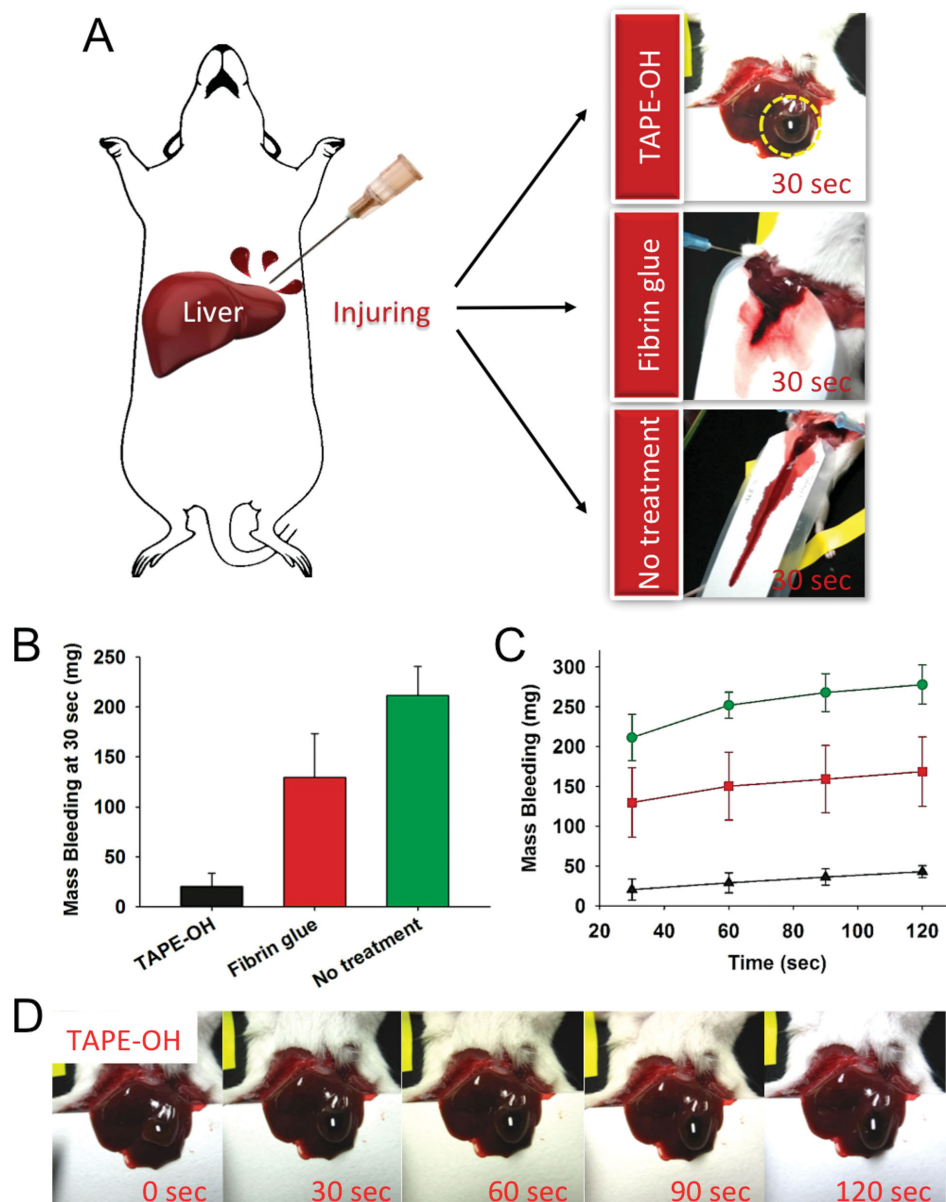 A
Liver
Injuring
TAPE-OH
30 sec
Fibrin glue
30 sec
No treatment
30 sec
B
Mass Bleeding at 30 sec (mg)
250
200
150
100
50
0
TAPE-OH
Fibrin glue
No treatment
C
Mass Bleeding (mg)
300
250
200
150
100
50
0
20
40
60
80
100
120
Time (sec)
D
TAPE-OH
0 sec
30 sec
60 sec
90 sec
120 sec